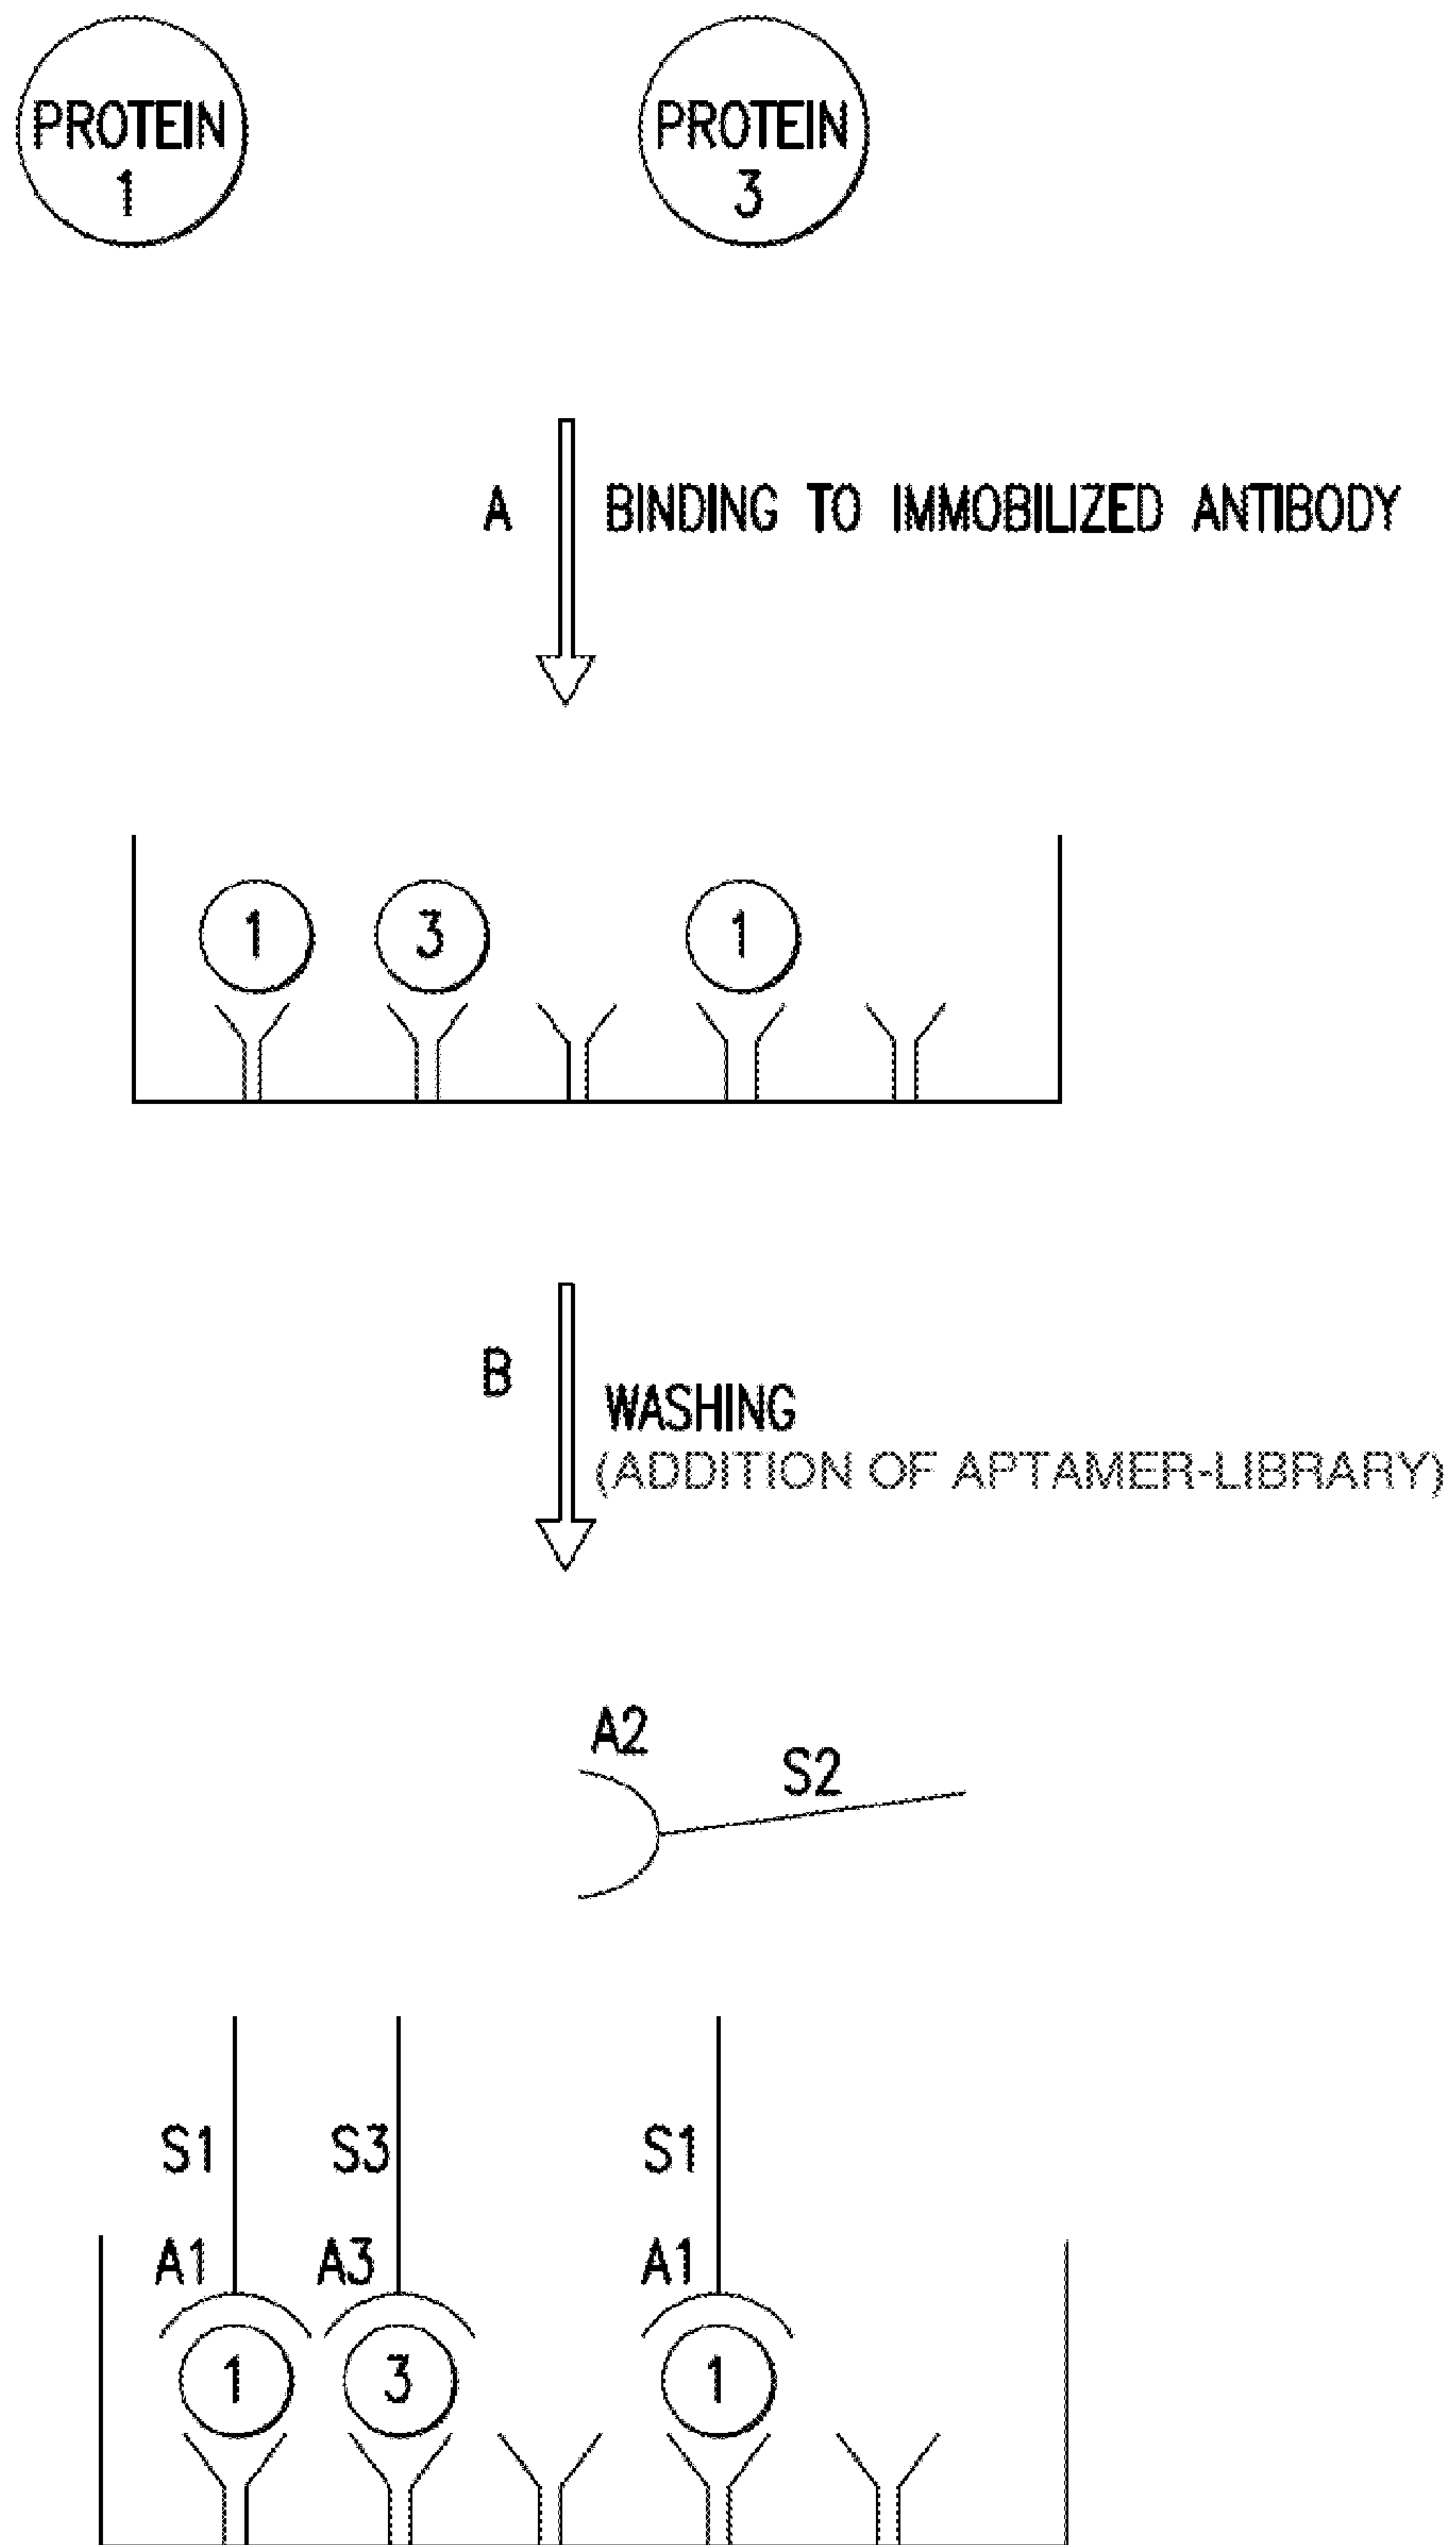 PROTEIN
1
PROTEIN
3
A
BINDING TO IMMOBILIZED ANTIBODY
1
3
1
B
WASHING
(ADDITION OF APTAMER-LIBRARY)
A2
S2
S1
S3
S1
A1
A3
A1
1
3
1